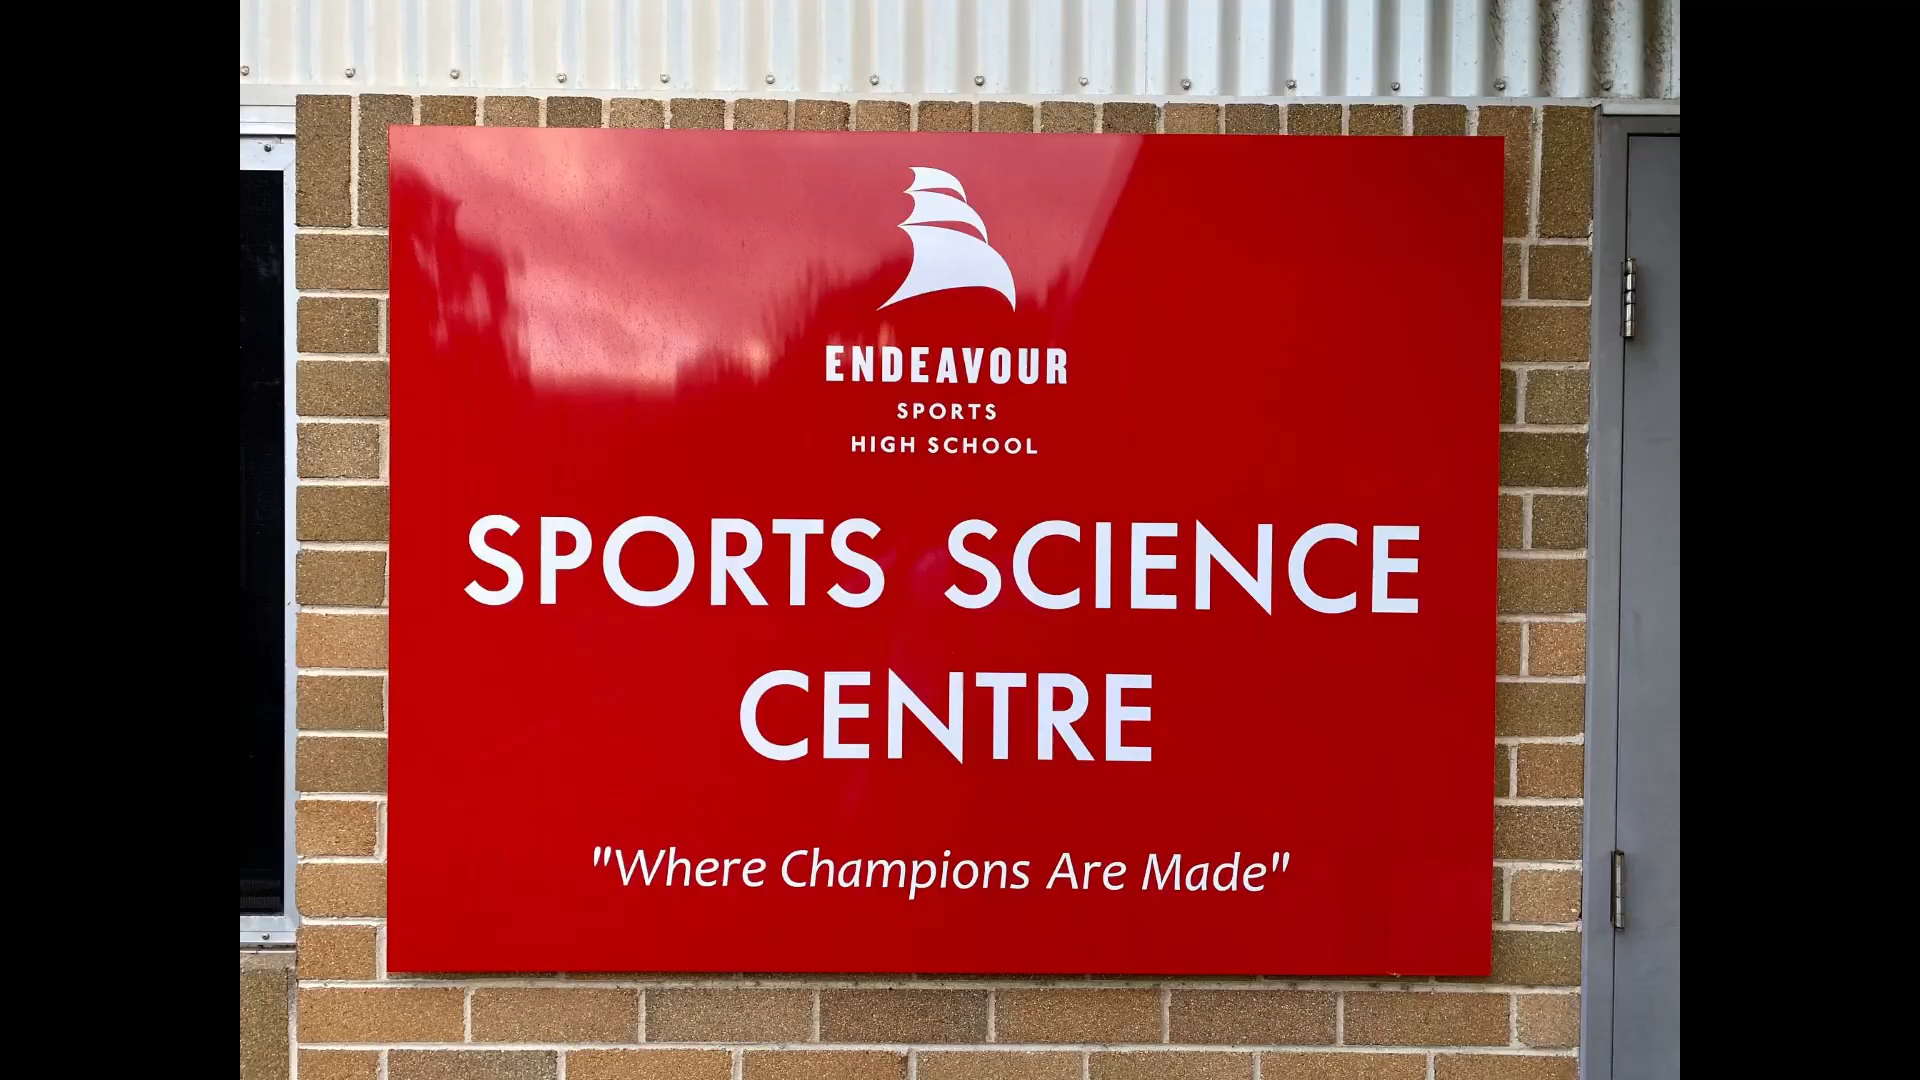 ENDEAVOUR
SPORTS
HIGH SCHOOL
SPORTS SCIENCE
CENTRE
"Where Champions Are Made"